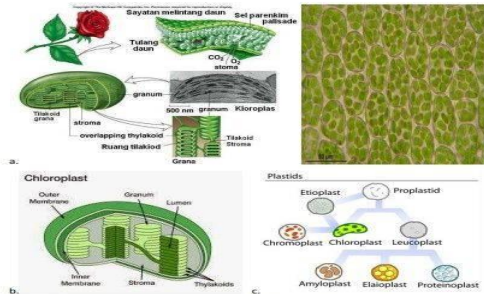 Sayatan melintang daun
Sel parenkim
palisade
Tulang
daun
CO₂
O₂
stoma
granum
Kloroplas
500 nm
granum
Tilakoid
grana
stroma
overlapping thylakoid
Ruang tilakiod
Tilakoid
Stroma
Grana
a.
Chloroplast
Outer
Membrane
Granum
Lumen
Inner
Membrane
Stroma
Thylakoids
b.
Plastids
Etioplast
Proplastid
Chromoplast
Chloroplast
Leucoplast
Amyloplast
Elaioplast
Proteinoplast
c.